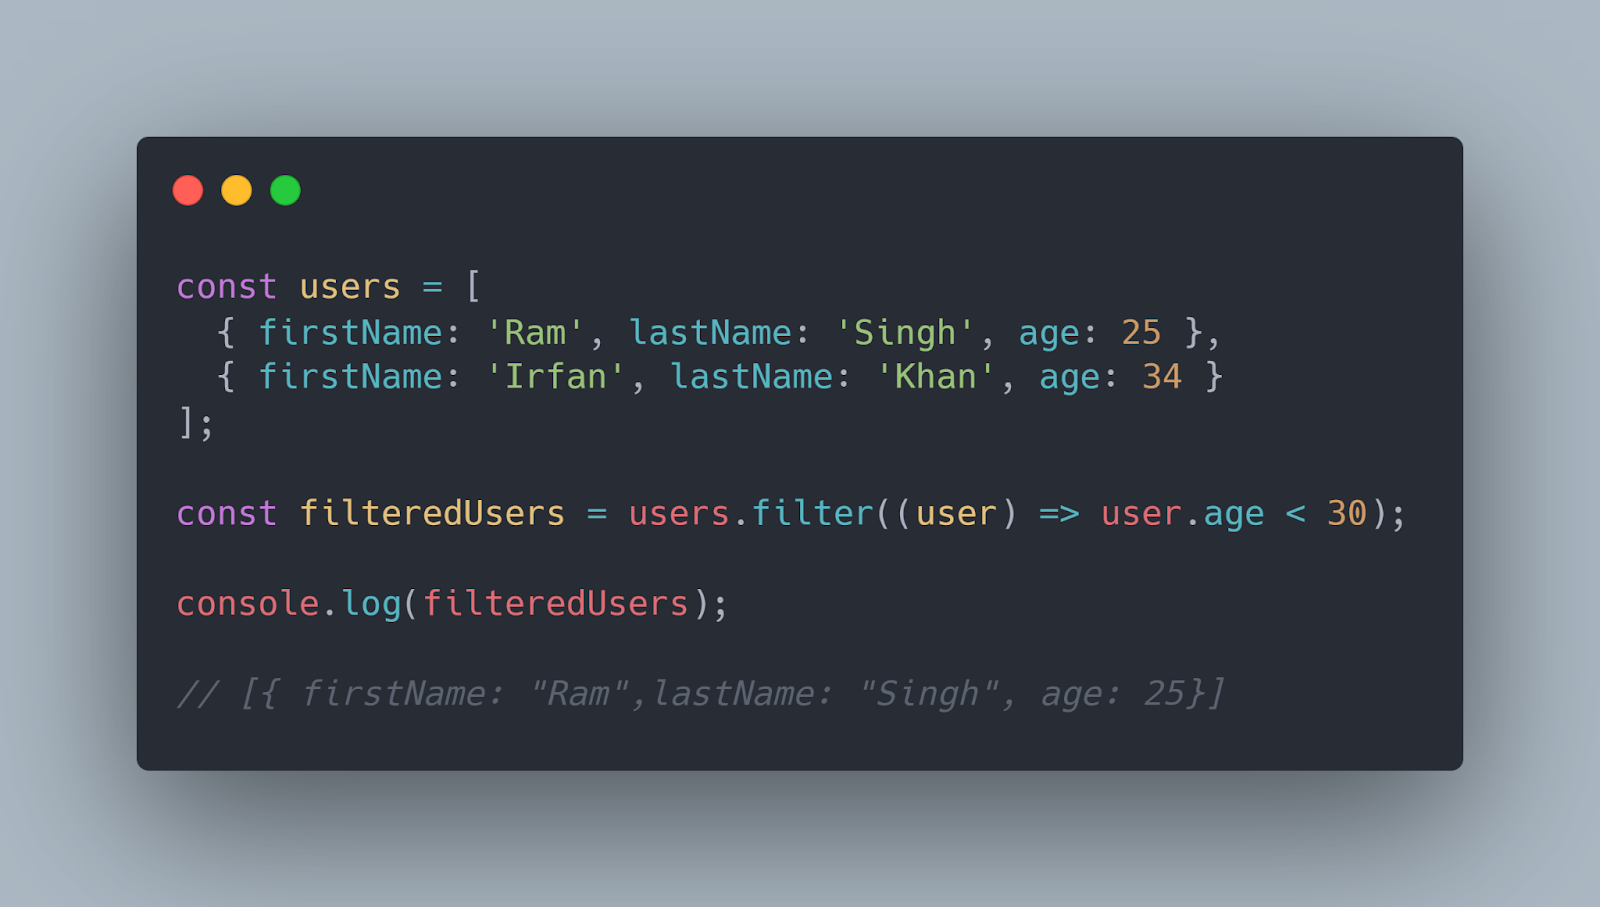 const users = [
  { firstName: 'Ram', lastName: 'Singh', age: 25 },
  { firstName: 'Irfan', lastName: 'Khan', age: 34 }
];
const filteredUsers = users.filter((user) => user.age < 30);
console.log(filteredUsers);
// [{ firstName: "Ram",lastName: "Singh", age: 25}]